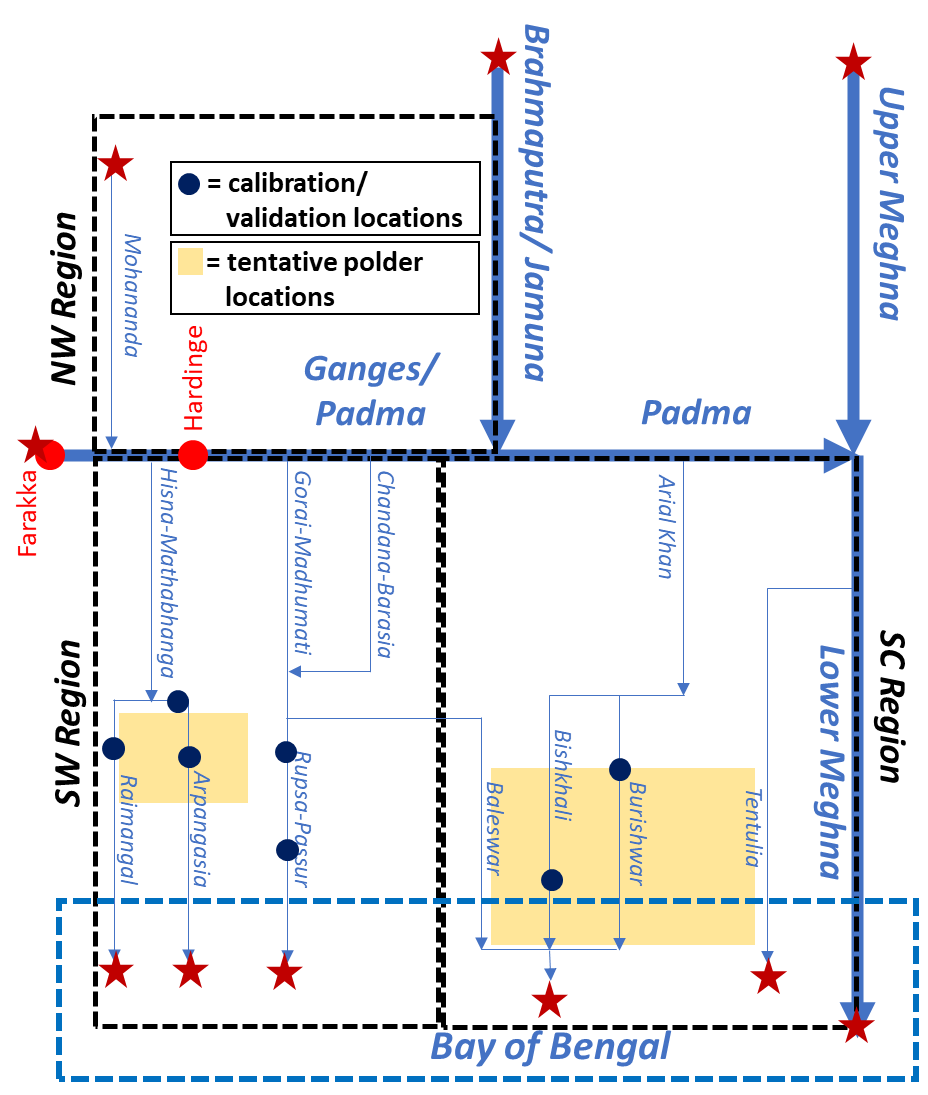 Brahmaputra/ Jamuna
Upper Meghna
= calibration/
validation locations
= tentative polder
locations
NW Region
Mohananda
Hardinge
Ganges/
Padma
Padma
Farakka
Hisna-Mathabhanga
Gorai-Madhumati
Chandana-Barasia
Arial Khan
SW Region
SC Region
Lower Meghna
Raimangal
Arpangasia
Rupsa-Passur
Baleswar
Bishkhali
Burishwar
Tentulia
Bay of Bengal